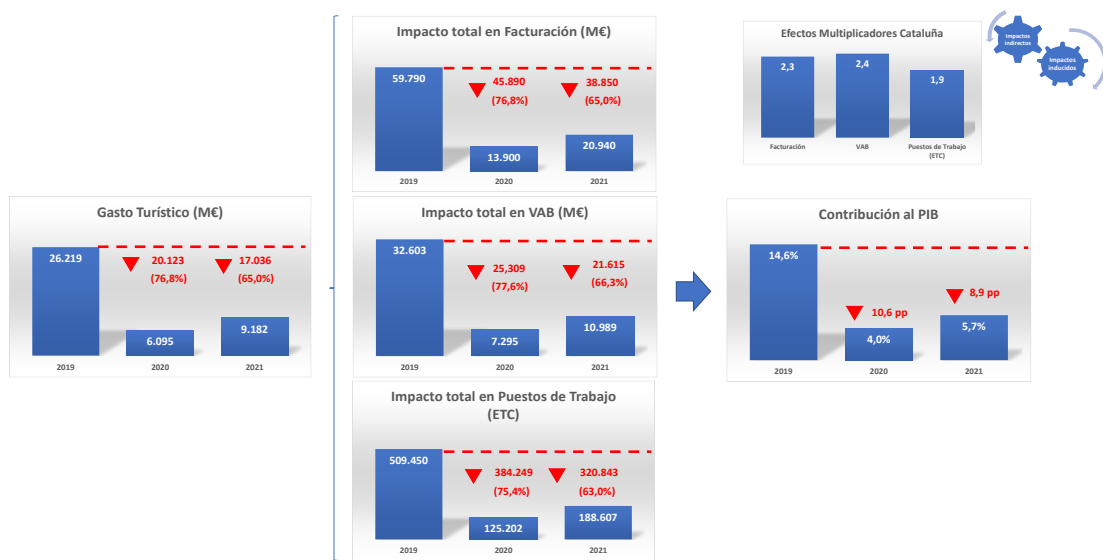 Impacto total en Facturación (M€)
59.790
45.890
(76,8%)
38.850
(65,0%)
13.900
20.940
2019
2020
2021
Efectos Multiplicadores Cataluña
2,3
2,4
1,9
Facturación
VAB
Puestos de Trabajo
(ETC)
Impactos
indirectos
Impactos
inducidos
Gasto Turístico (M€)
26.219
20.123
(76,8%)
17.036
(65,0%)
6.095
9.182
2019
2020
2021
Impacto total en VAB (M€)
32.603
25,309
(77,6%)
21.615
(66,3%)
7.295
10.989
2019
2020
2021
Contribución al PIB
14,6%
10,6 pp
8,9 pp
4,0%
5,7%
2019
2020
2021
Impacto total en Puestos de Trabajo
(ETC)
509.450
384.249
(75,4%)
320.843
(63,0%)
125.202
188.607
2019
2020
2021